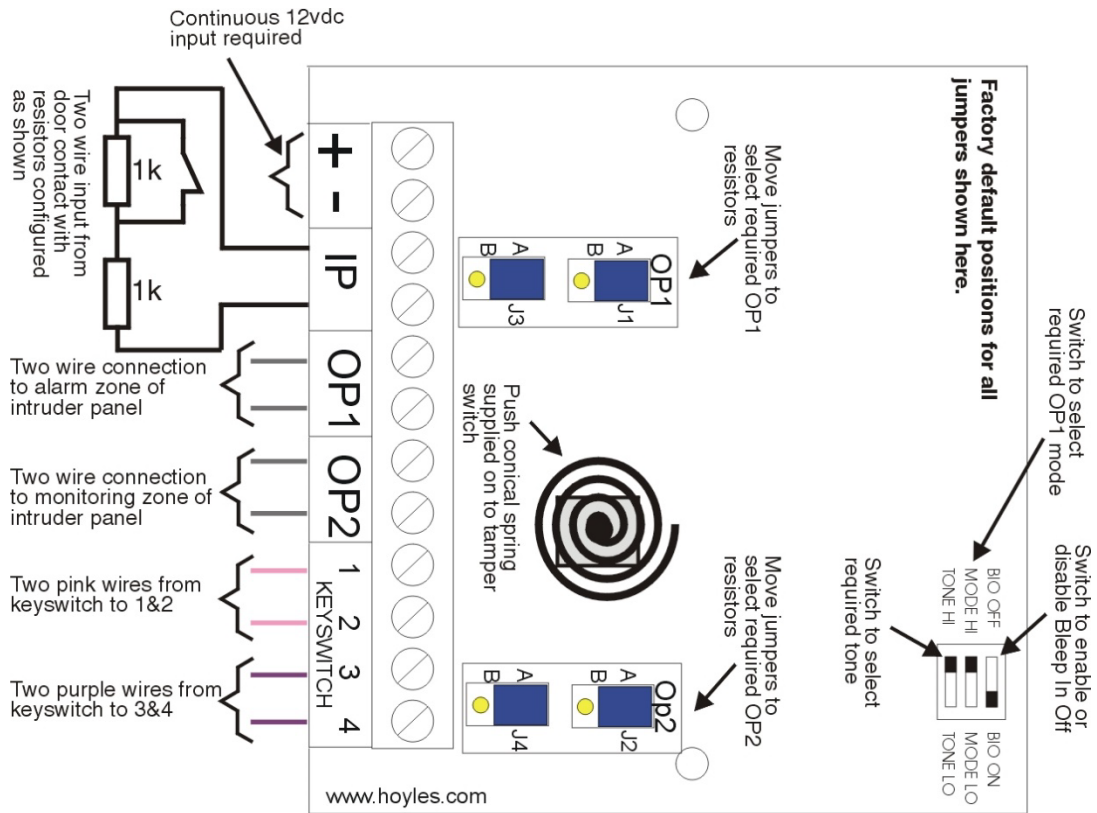 Continuous 12vdc
input required
Two wire input from
door contact with
resistors configured
as shown
1k
1k
+
-
IP
OP1
OP2
1
2
3
4
KEYSWITCH
Two wire connection
to alarm zone of
intruder panel
Two wire connection
to monitoring zone of
intruder panel
Two pink wires from
keyswitch to 1&2
Two purple wires from
keyswitch to 3&4
Factory default positions for all
jumpers shown here.
Move jumpers to
select required OP1
resistors
OP1
A
B
J1
A
B
J3
Push conical spring
supplied on to tamper
switch
Move jumpers to
select required OP2
resistors
Op2
A
B
J2
A
B
J4
Switch to select
required OP1 mode
Switch to enable or
disable Bleep In Off
Switch to select
required tone
BIO OFF
MODE HI
TONE HI
BIO ON
MODE LO
TONE LO
www.hoyles.com